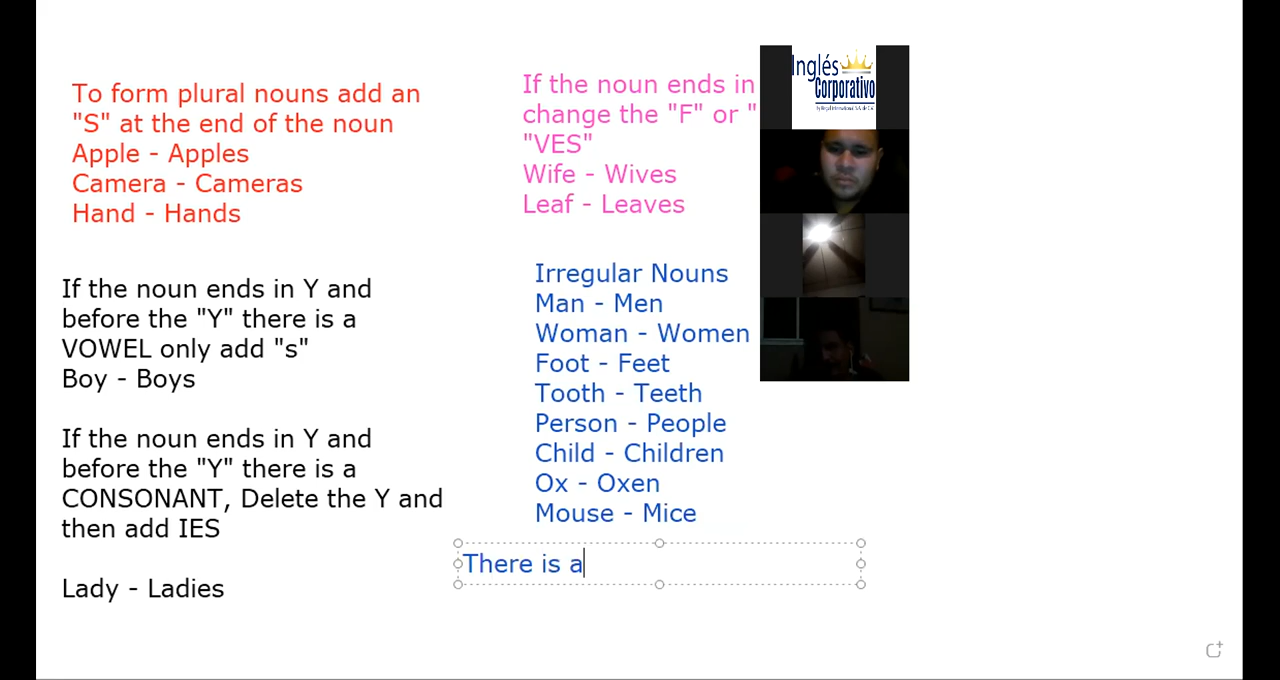 To form plural nouns add an
"S" at the end of the noun
Apple - Apples
Camera - Cameras
Hand - Hands
If the noun ends in Y and
before the "Y" there is a
VOWEL only add "s"
Boy - Boys
If the noun ends in Y and
before the "Y" there is a
CONSONANT, Delete the Y and
then add IES
Lady - Ladies
If the noun ends in
change the "F" or "
"VES"
Wife - Wives
Leaf - Leaves
Irregular Nouns
Man - Men
Woman - Women
Foot - Feet
Tooth - Teeth
Person - People
Child - Children
Ox - Oxen
Mouse - Mice
There is a
Inglés
Corporativo